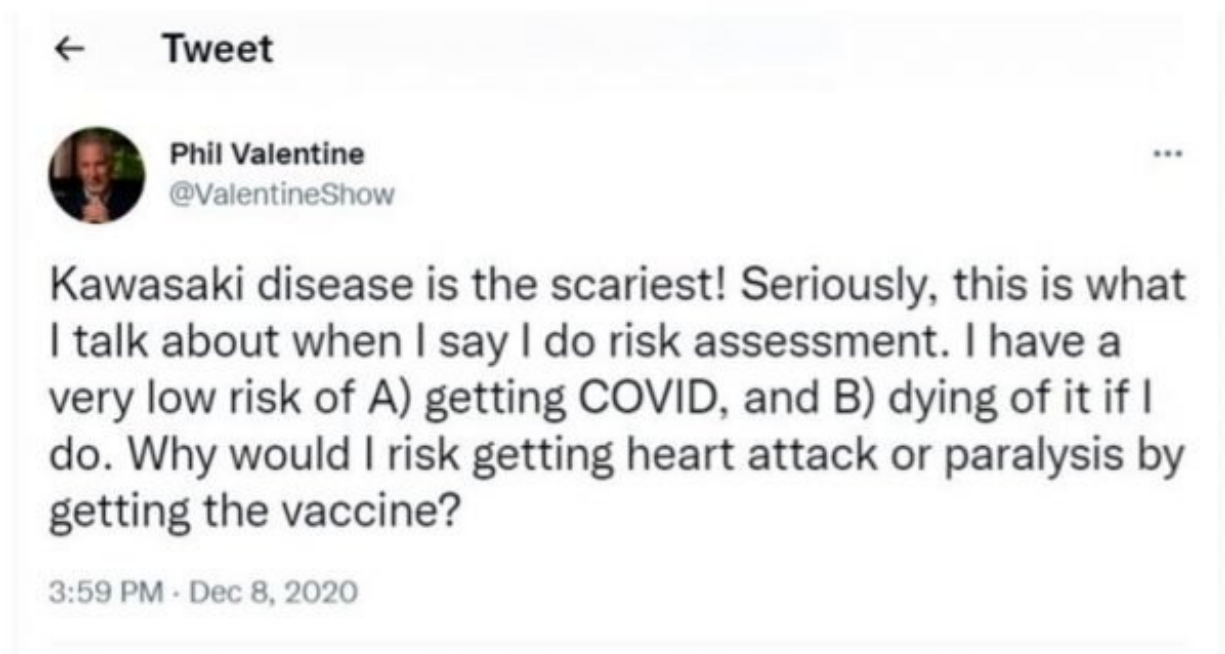 ← Tweet
Phil Valentine
@ValentineShow
...
Kawasaki disease is the scariest! Seriously, this is what
I talk about when I say I do risk assessment. I have a
very low risk of A) getting COVID, and B) dying of it if I
do. Why would I risk getting heart attack or paralysis by
getting the vaccine?
3:59 PM · Dec 8, 2020